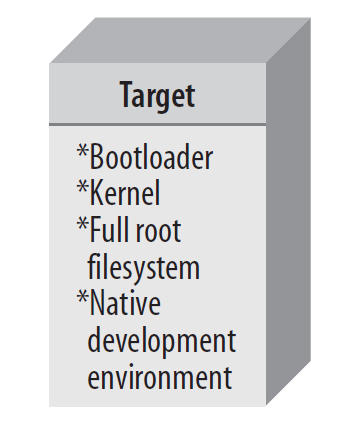 Target
*Bootloader
*Kernel
*Full root
filesystem
*Native
development
environment